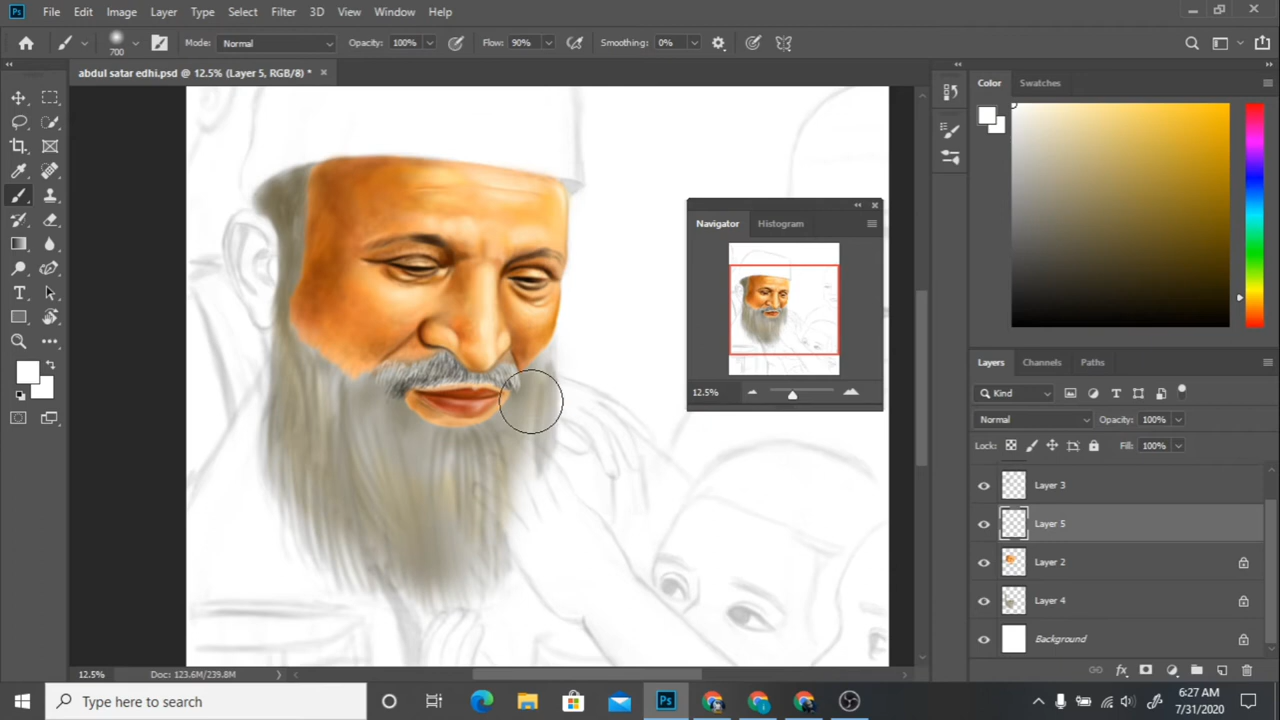 Ps File Edit Image Layer Type Select Filter 3D View Window Help
700 Mode: Normal Opacity: 100% Flow: 90% Smoothing: 0%
abdul satar edhi.psd @ 12.5% (Layer 5, RGB/8) *
Color Swatches
Navigator Histogram
12.5%
Layers Channels Paths
Kind
Normal Opacity: 100%
Lock: Fill: 100%
Layer 3
Layer 5
Layer 2
Layer 4
Background
12.5% Doc: 123.6M/239.8M
Type here to search
Ps
6:27 AM
7/31/2020